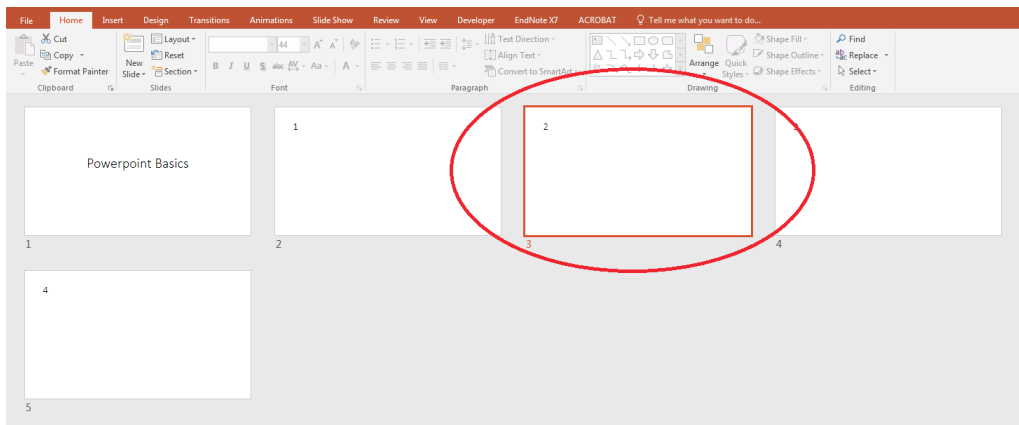 File Home Insert Design Transitions Animations Slide Show Review View Developer EndNote X7 ACROBAT Tell me what you want to do...
Paste
Cut
Copy
Format Painter
Clipboard
New Slide
Layout
Reset
Section
Slides
44
B I U S abc AV Aa A
Font
Text Direction
Align Text
Convert to SmartArt
Paragraph
Arrange
Quick Styles
Shape Fill
Shape Outline
Shape Effects
Drawing
Find
Replace
Select
Editing
Powerpoint Basics
1
1
2
2
3
4
4
5